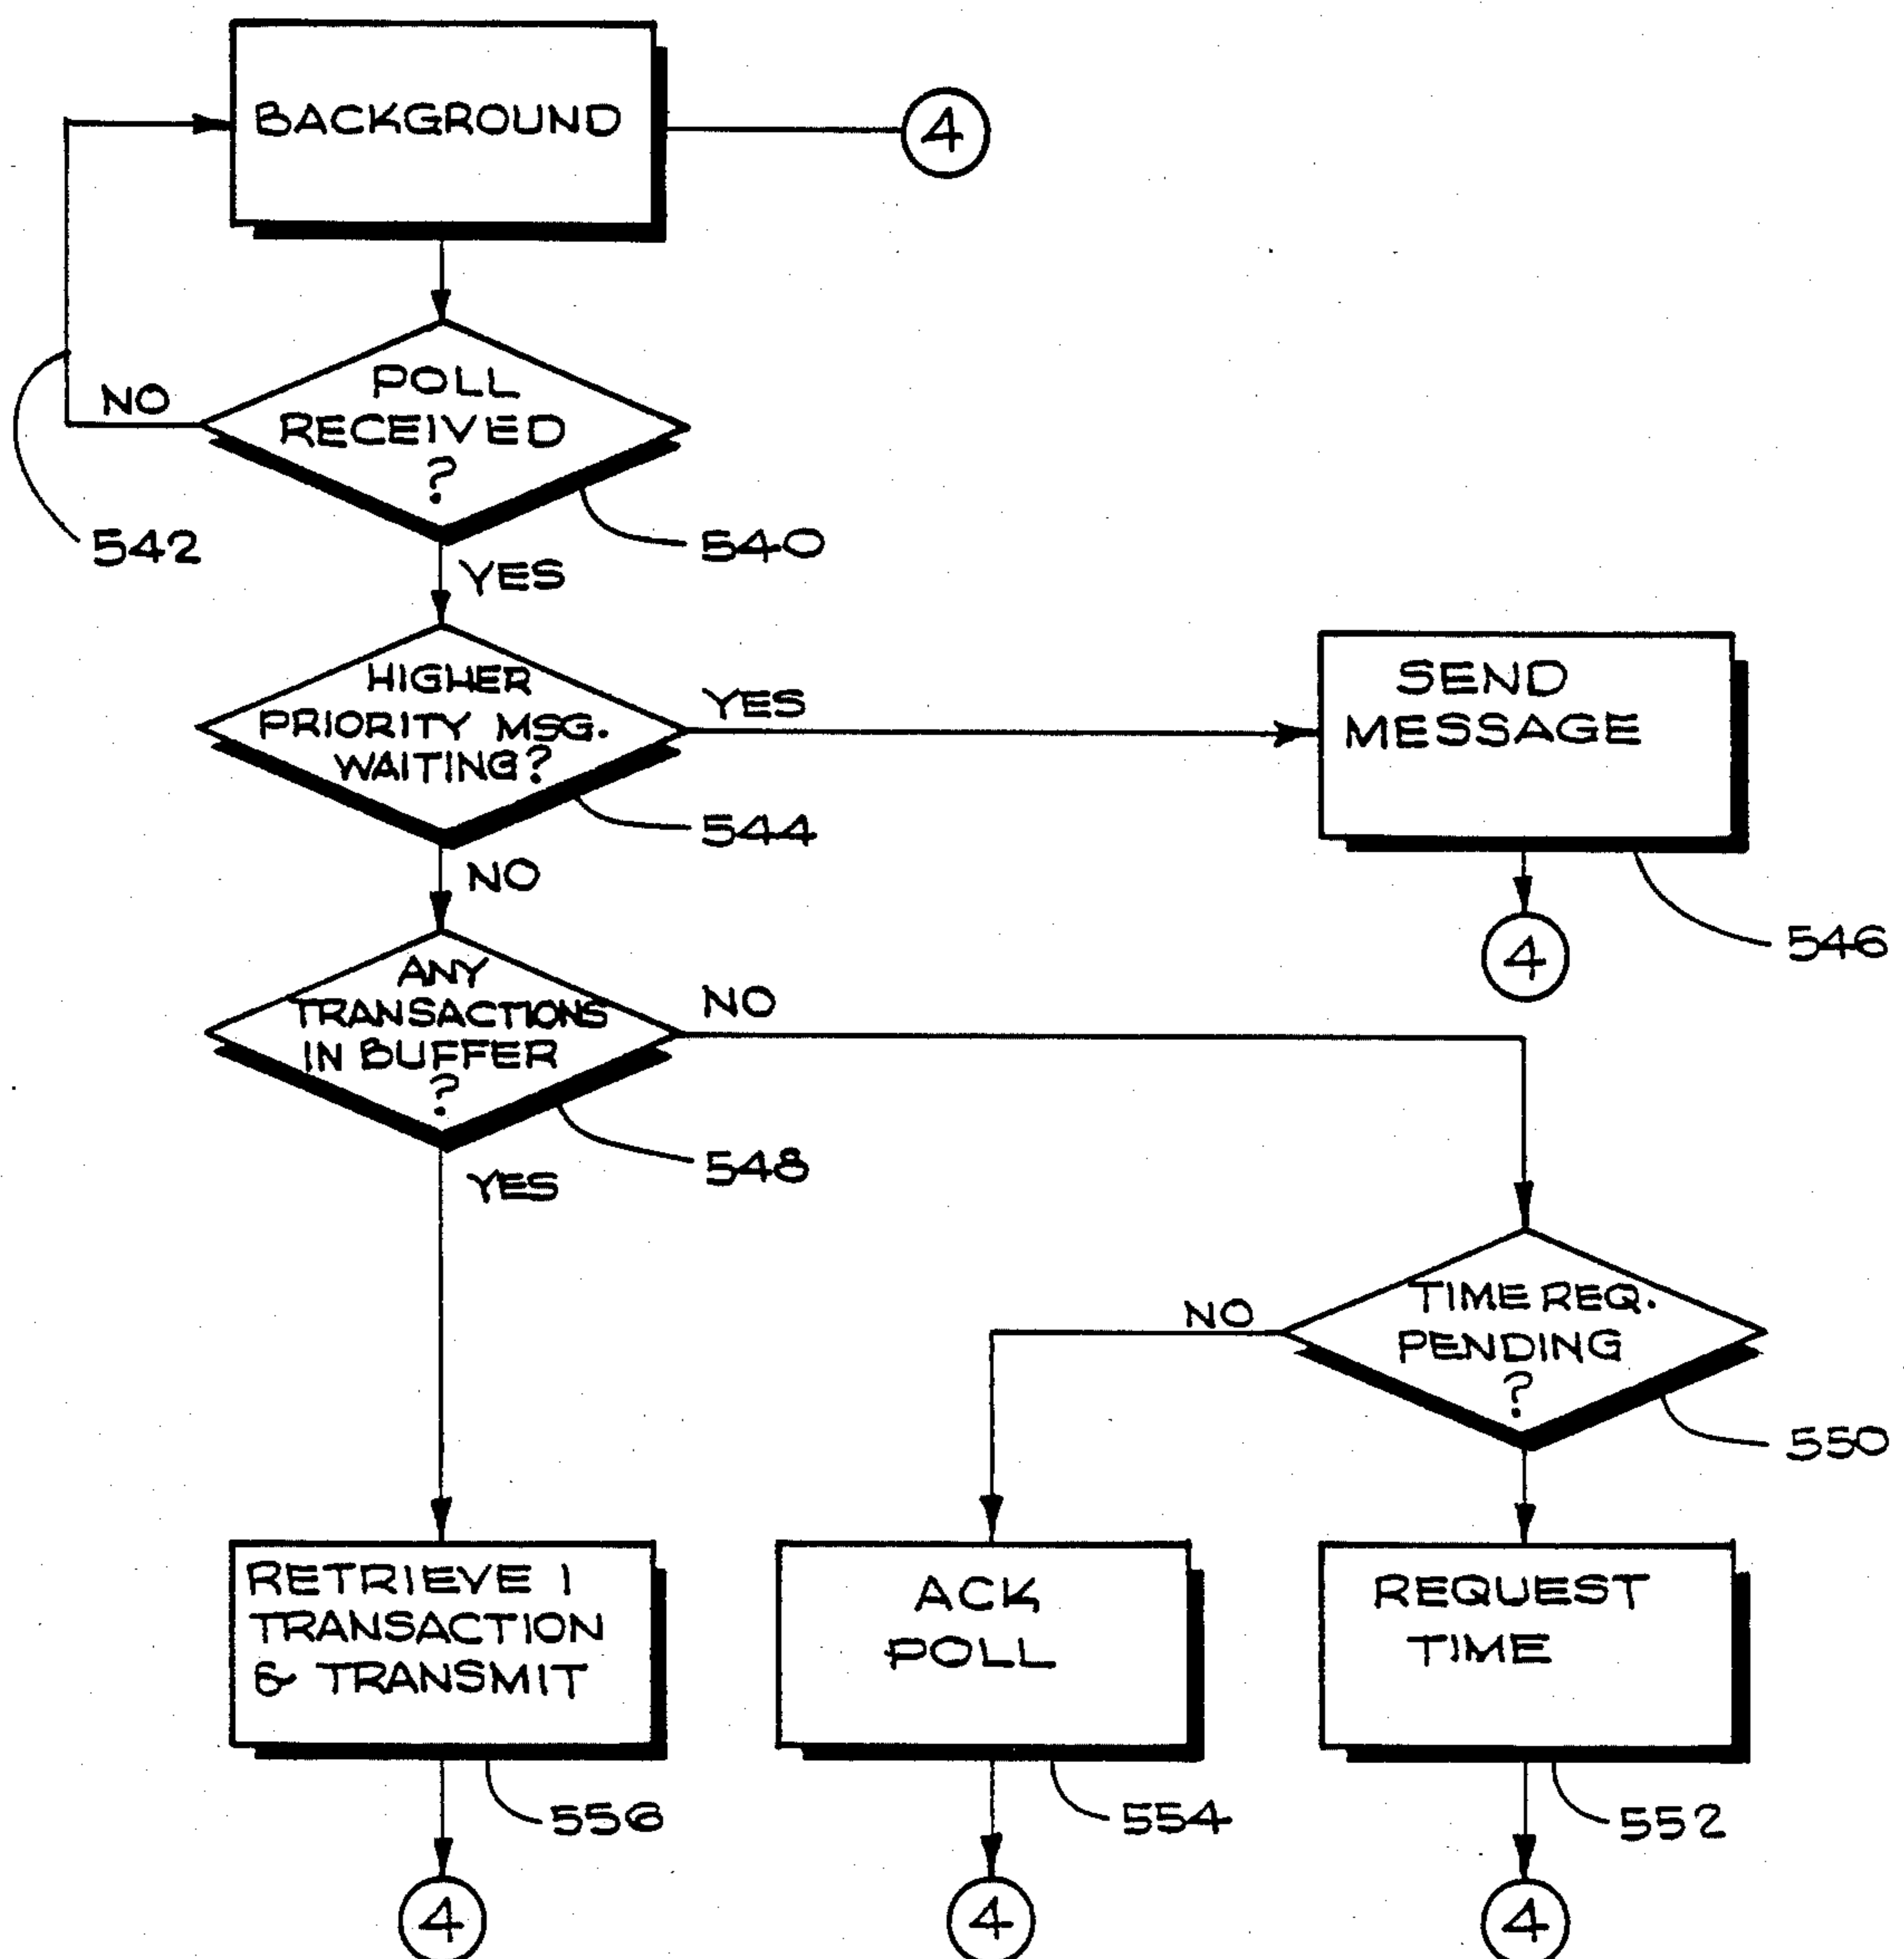 BACKGROUND
4
POLL
RECEIVED
?
NO
542
540
YES
HIGHER
PRIORITY MSG.
WAITING?
YES
544
SEND
MESSAGE
546
4
NO
ANY
TRANSACTIONS
IN BUFFER
?
NO
548
YES
TIME REQ.
PENDING
?
NO
550
RETRIEVE 1
TRANSACTION
& TRANSMIT
556
4
ACK
POLL
554
4
REQUEST
TIME
552
4